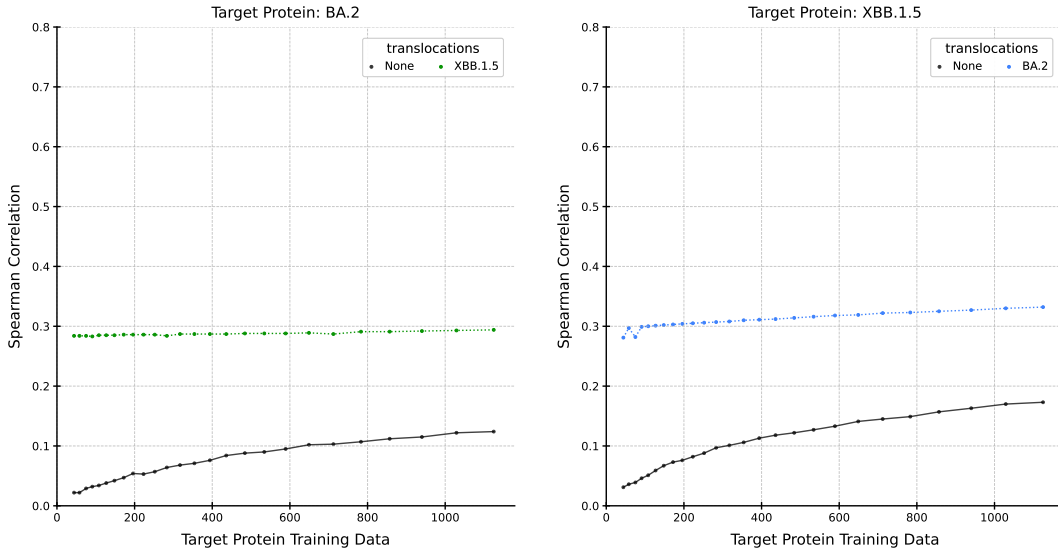 Target Protein: BA.2
0.8
0.7
0.6
0.5
0.4
0.3
0.2
0.1
0.0
Spearman Correlation
translocations
None XBB.1.5
0 200 400 600 800 1000
Target Protein Training Data
Target Protein: XBB.1.5
0.8
0.7
0.6
0.5
0.4
0.3
0.2
0.1
0.0
Spearman Correlation
translocations
None BA.2
0 200 400 600 800 1000
Target Protein Training Data